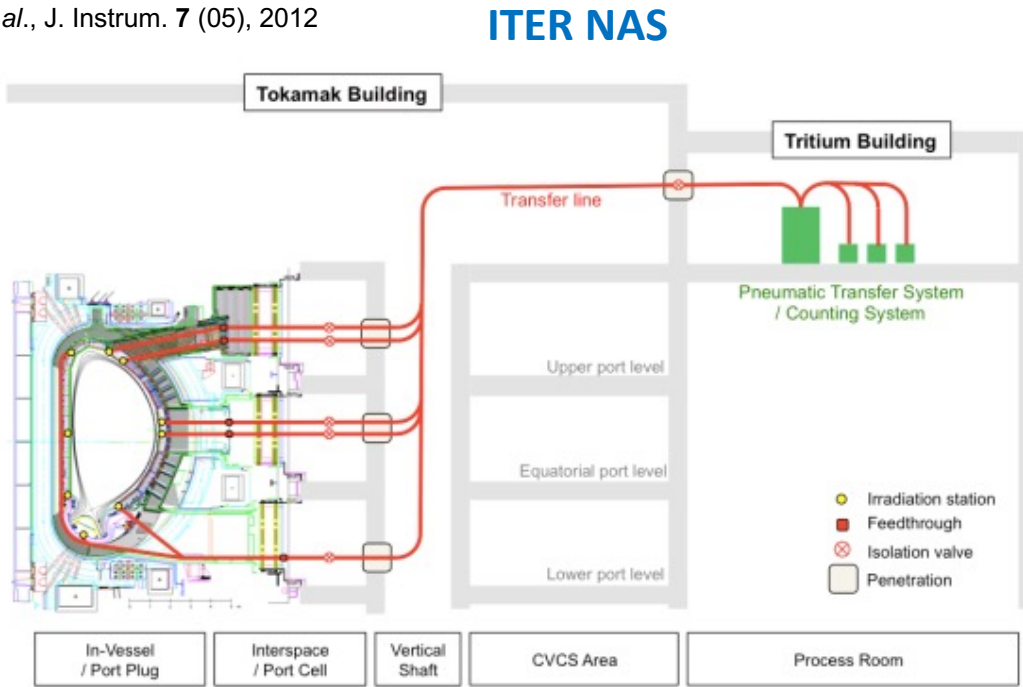 al., J. Instrum. 7 (05), 2012
ITER NAS
Tokamak Building
Tritium Building
Transfer line
Pneumatic Transfer System
/ Counting System
Upper port level
Equatorial port level
Lower port level
Irradiation station
Feedthrough
Isolation valve
Penetration
In-Vessel
/ Port Plug
Interspace
/ Port Cell
Vertical
Shaft
CVCS Area
Process Room